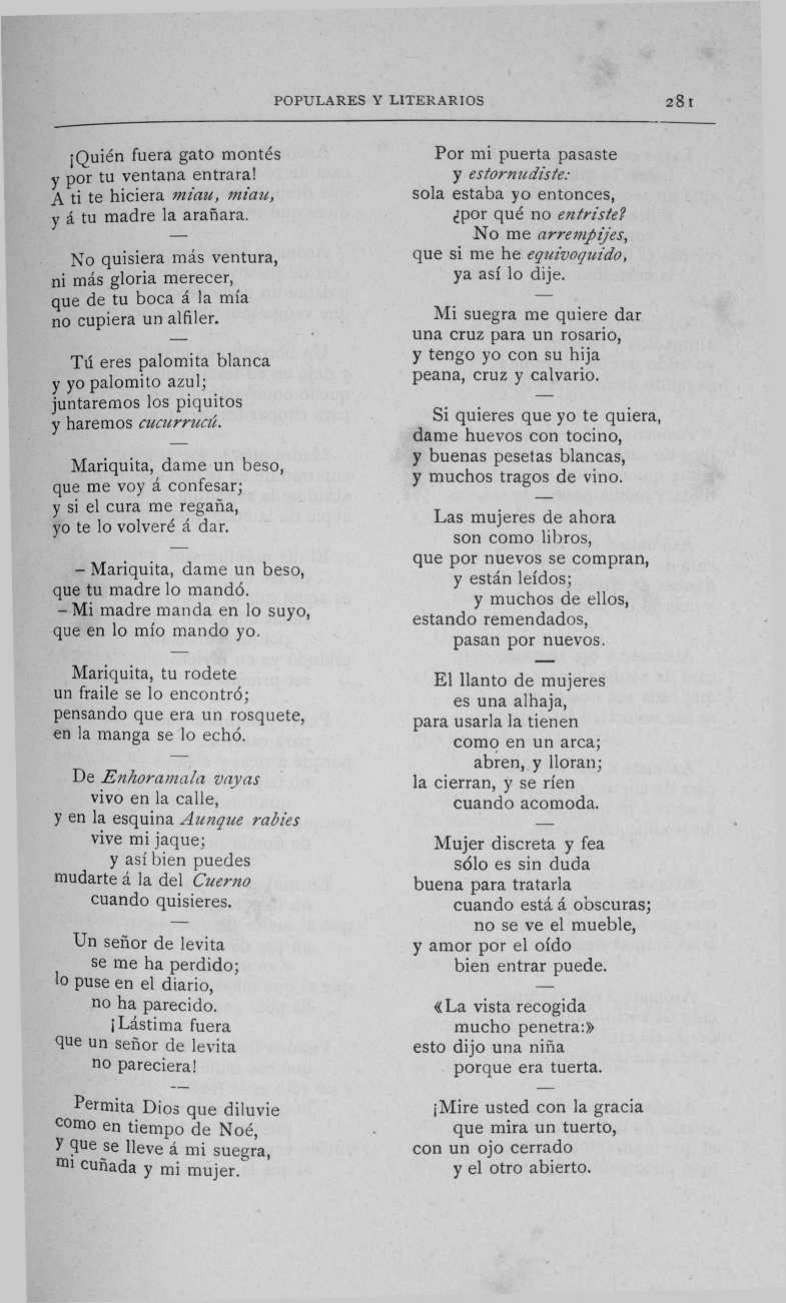 POPULARES Y LITERARIOS 281
¡Quién fuera gato montés
y por tu ventana entrara!
A ti te hiciera miau, miau,
y á tu madre la arañara.
—
No quisiera más ventura,
ni más gloria merecer,
que de tu boca á la mía
no cupiera un alfiler.
—
Tú eres palomita blanca
y yo palomito azul;
juntaremos los piquitos
y haremos cucurrucú.
—
Mariquita, dame un beso,
que me voy á confesar;
y si el cura me regaña,
yo te lo volveré á dar.
—
– Mariquita, dame un beso,
que tu madre lo mandó.
– Mi madre manda en lo suyo,
que en lo mío mando yo.
—
Mariquita, tu rodete
un fraile se lo encontró;
pensando que era un rosquete,
en la manga se lo echó.
—
De Enhoramala vayas
vivo en la calle,
y en la esquina Aunque rabies
vive mi jaque;
y así bien puedes
mudarte á la del Cuerno
cuando quisieres.
—
Un señor de levita
se me ha perdido;
lo puse en el diario,
no ha parecido.
¡Lástima fuera
que un señor de levita
no pareciera!
—
Permita Dios que diluvie
como en tiempo de Noé,
y que se lleve á mi suegra,
mi cuñada y mi mujer.
Por mi puerta pasaste
y estornudiste:
sola estaba yo entonces,
¿por qué no entriste?
No me arrempijes,
que si me he equivoquido,
ya así lo dije.
—
Mi suegra me quiere dar
una cruz para un rosario,
y tengo yo con su hija
peana, cruz y calvario.
—
Si quieres que yo te quiera,
dame huevos con tocino,
y buenas pesetas blancas,
y muchos tragos de vino.
—
Las mujeres de ahora
son como libros,
que por nuevos se compran,
y están leídos;
y muchos de ellos,
estando remendados,
pasan por nuevos.
—
El llanto de mujeres
es una alhaja,
para usarla la tienen
como en un arca;
abren, y lloran;
la cierran, y se ríen
cuando acomoda.
—
Mujer discreta y fea
sólo es sin duda
buena para tratarla
cuando está á obscuras;
no se ve el mueble,
y amor por el oído
bien entrar puede.
—
«La vista recogida
mucho penetra:»
esto dijo una niña
porque era tuerta.
—
¡Mire usted con la gracia
que mira un tuerto,
con un ojo cerrado
y el otro abierto.